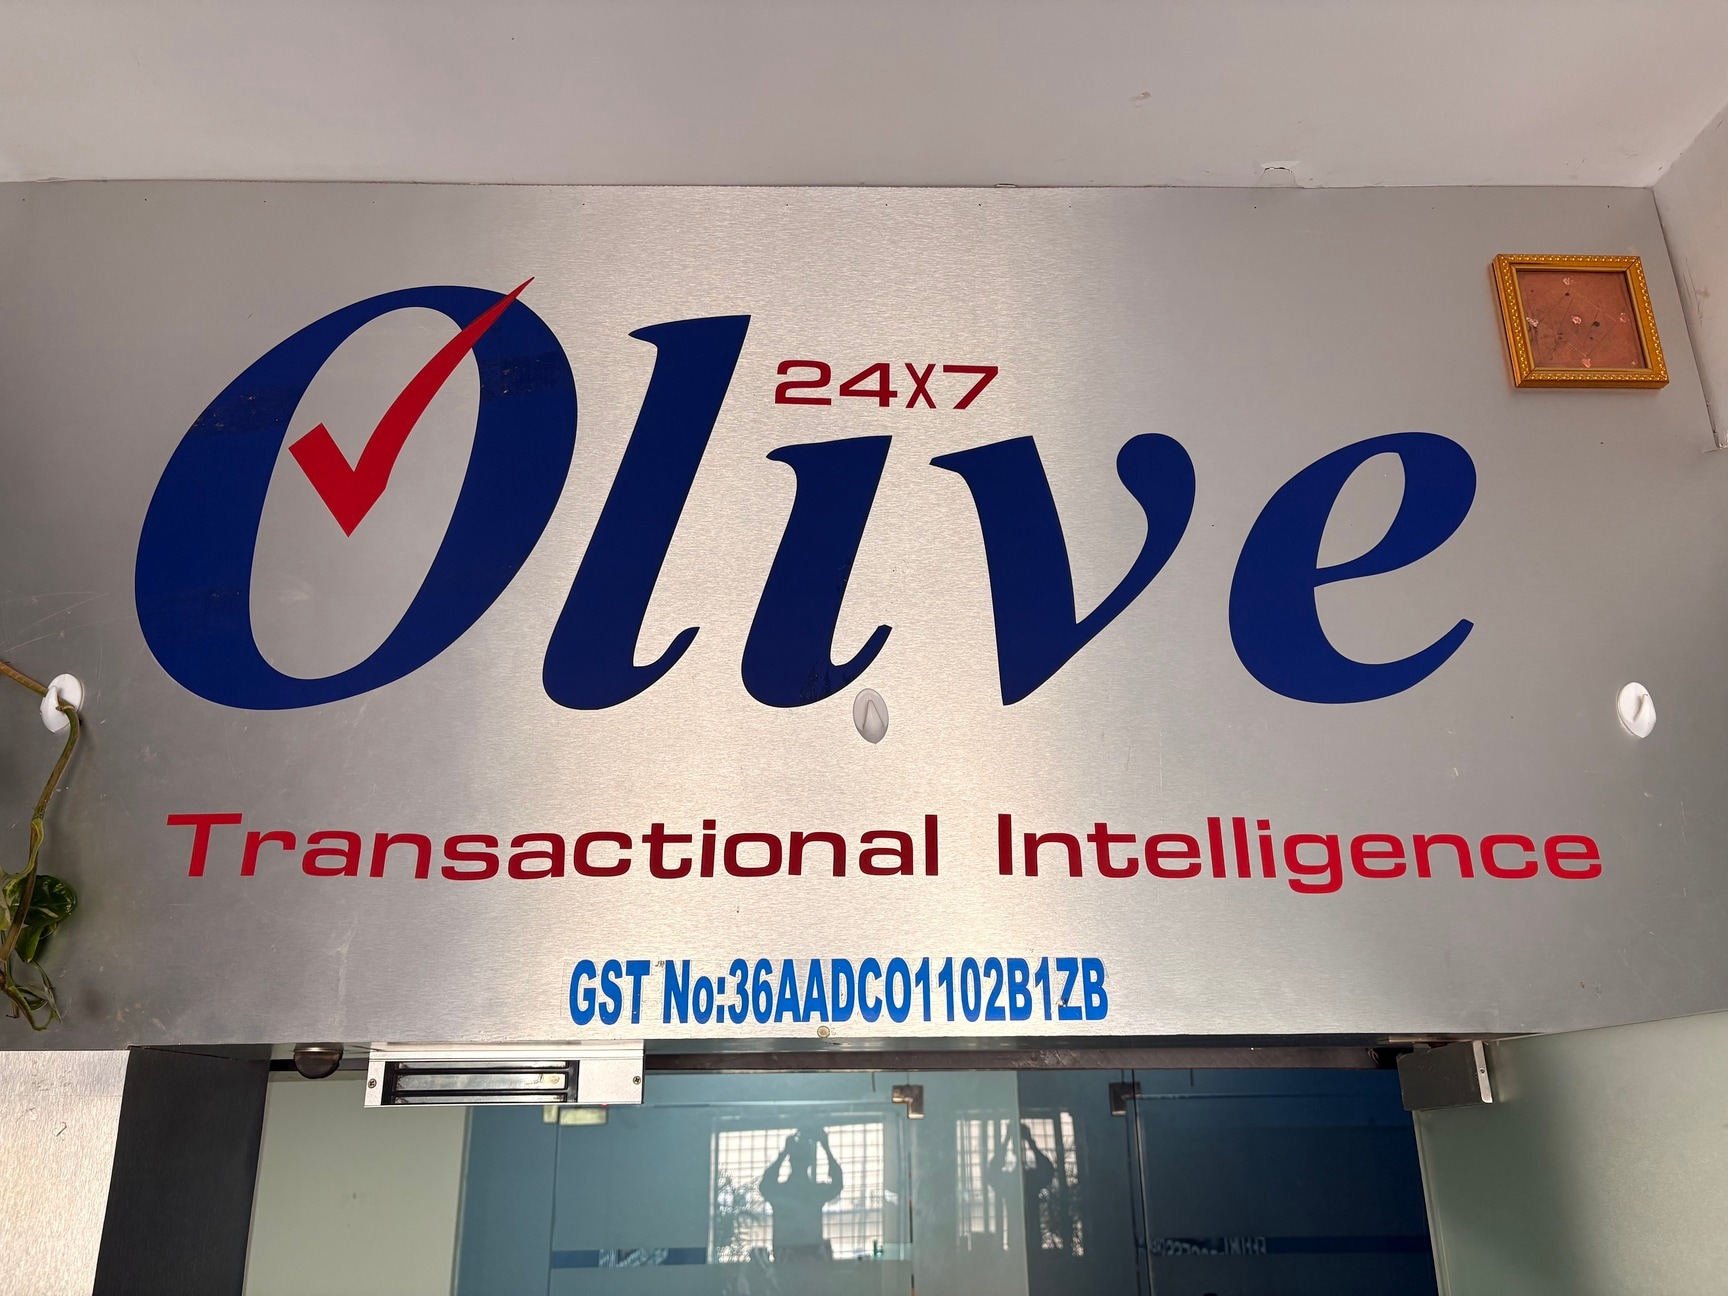 Olive
24X7
Transactional Intelligence
GST No:36AADCO1102B1ZB